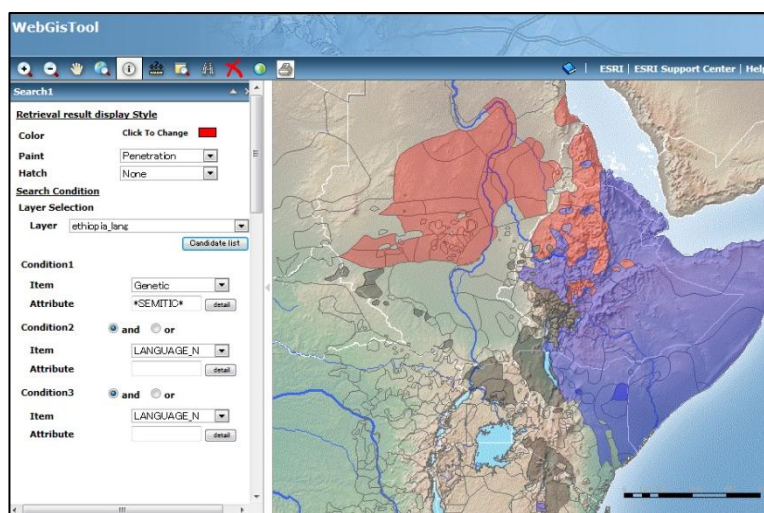 WebGisTool
ESRI | ESRI Support Center | Help
Search1
Retrieval result display Style
Color Click To Change
Paint Penetration
Hatch None
Search Condition
Layer Selection
Layer ethiopia_lang
Candidate list
Condition1
Item Genetic
Attribute *SEMITIC* detail
Condition2 and or
Item LANGUAGE_N
Attribute detail
Condition3 and or
Item LANGUAGE_N
Attribute detail